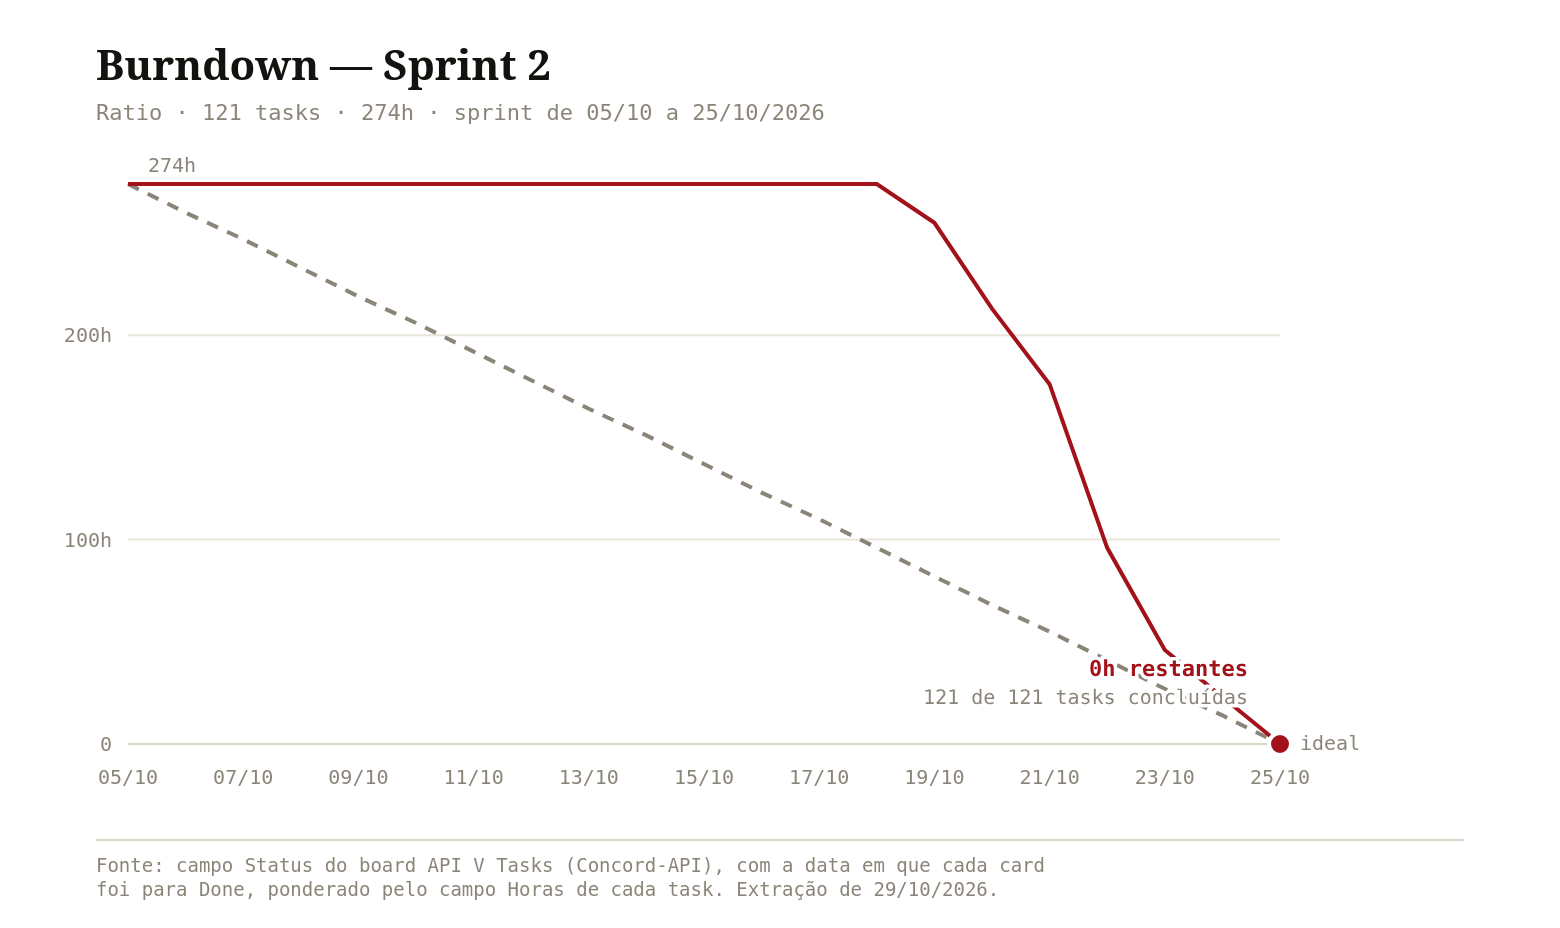 Burndown — Sprint 2
Ratio · 121 tasks · 274h · sprint de 05/10 a 25/10/2026
274h
200h
100h
0h restantes
121 de 121 tasks concluídas
0
ideal
05/10 07/10 09/10 11/10 13/10 15/10 17/10 19/10 21/10 23/10 25/10
Fonte: campo Status do board API V Tasks (Concord-API), com a data em que cada card
foi para Done, ponderado pelo campo Horas de cada task. Extração de 29/10/2026.